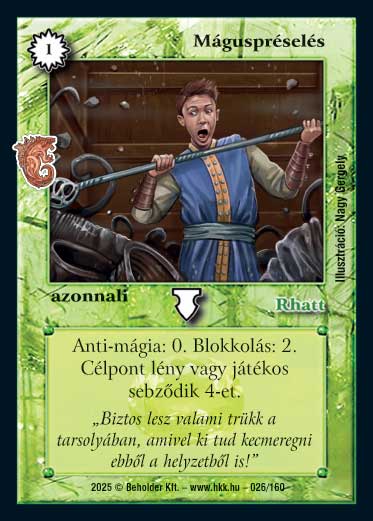 1
Máguspréselés
Illusztráció: Nagy Gergely
azonnali
Rhatt
Anti-mágia: 0. Blokkolás: 2.
Célpont lény vagy játékos
sebződik 4-et.
„Biztos lesz valami trükk a
tarsolyában, amivel ki tud kecmeregni
ebből a helyzetből is!”
2025 © Beholder Kft. – www.hkk.hu – 026/160